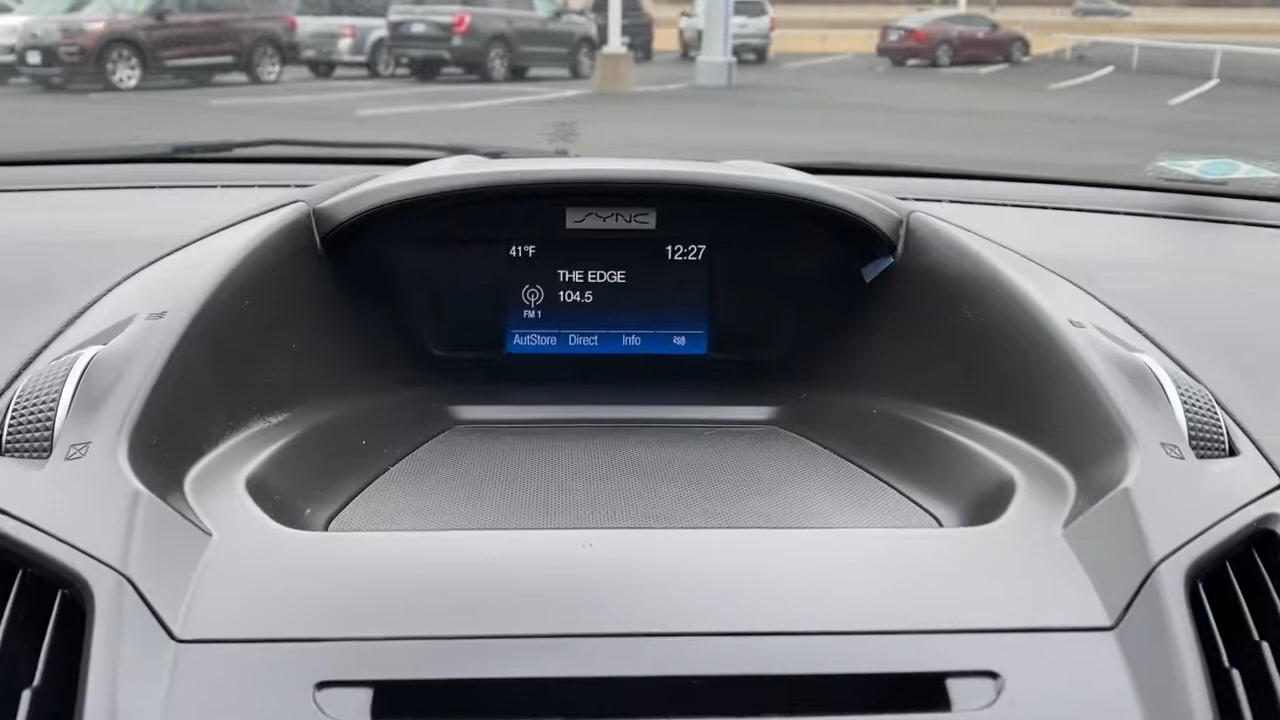 SYNC
41°F 12:27
THE EDGE
104.5
FM 1
AutStore Direct Info